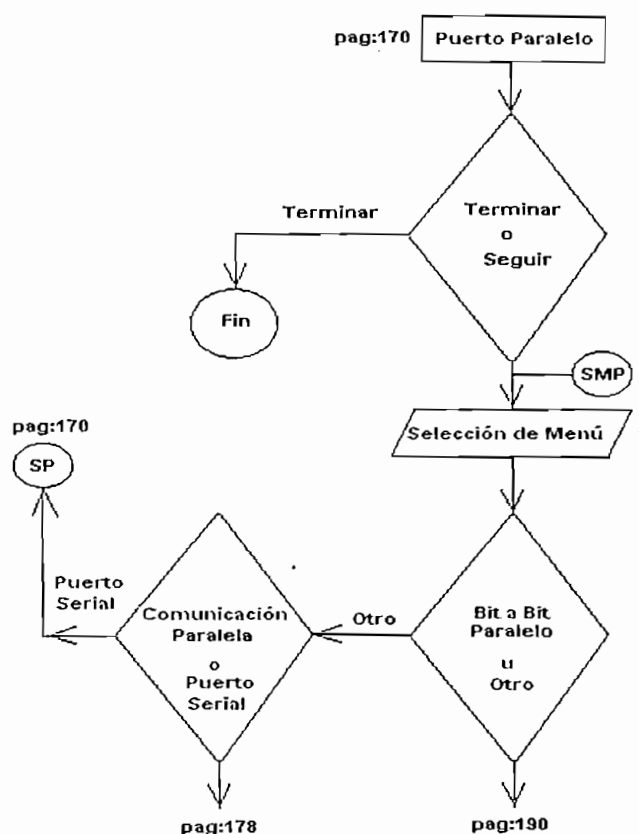 pag:170
Puerto Paralelo
Terminar
Terminar
o
Seguir
Fin
SMP
Selección de Menú
pag:170
SP
Puerto
Serial
Comunicación
Paralela
o
Puerto
Serial
Otro
Bit a Bit
Paralelo
u
Otro
pag:178
pag:190